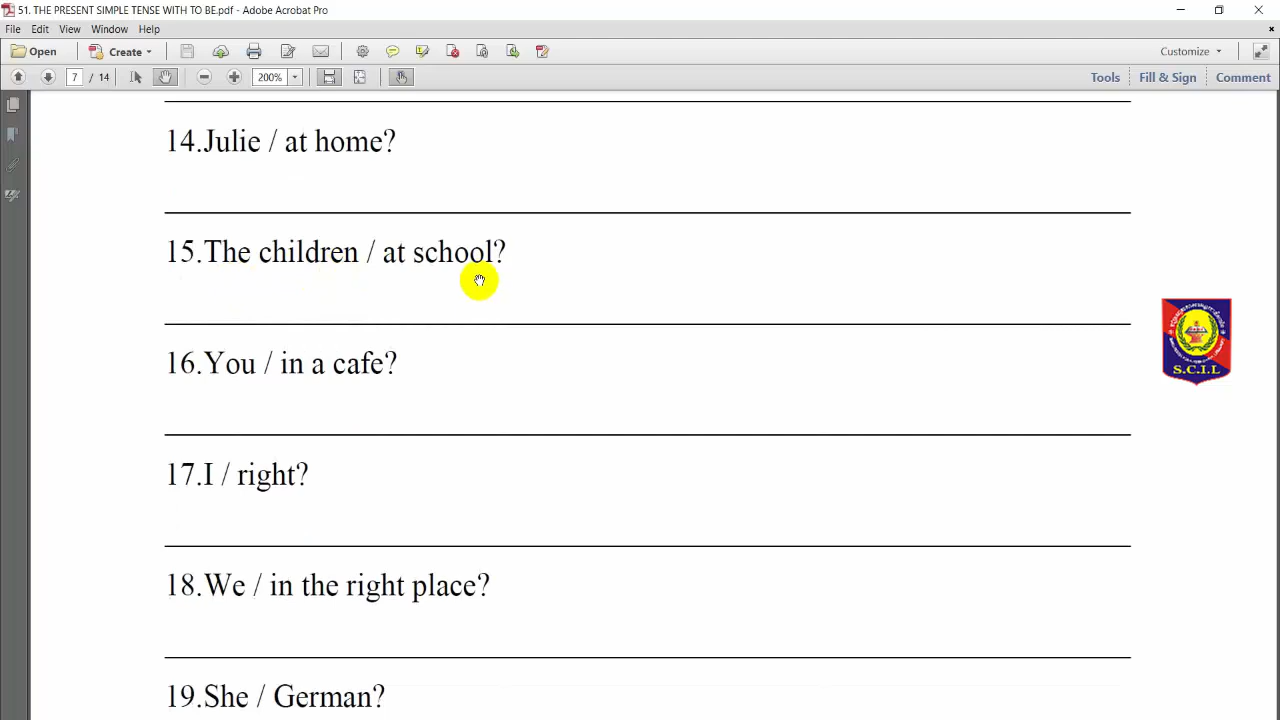 51. THE PRESENT SIMPLE TENSE WITH TO BE.pdf - Adobe Acrobat Pro
File Edit View Window Help
Open Create Customize
7 / 14 200% Tools Fill & Sign Comment
14.Julie / at home?
15.The children / at school?
16.You / in a cafe?
S.C.I.L
17.I / right?
18.We / in the right place?
19.She / German?